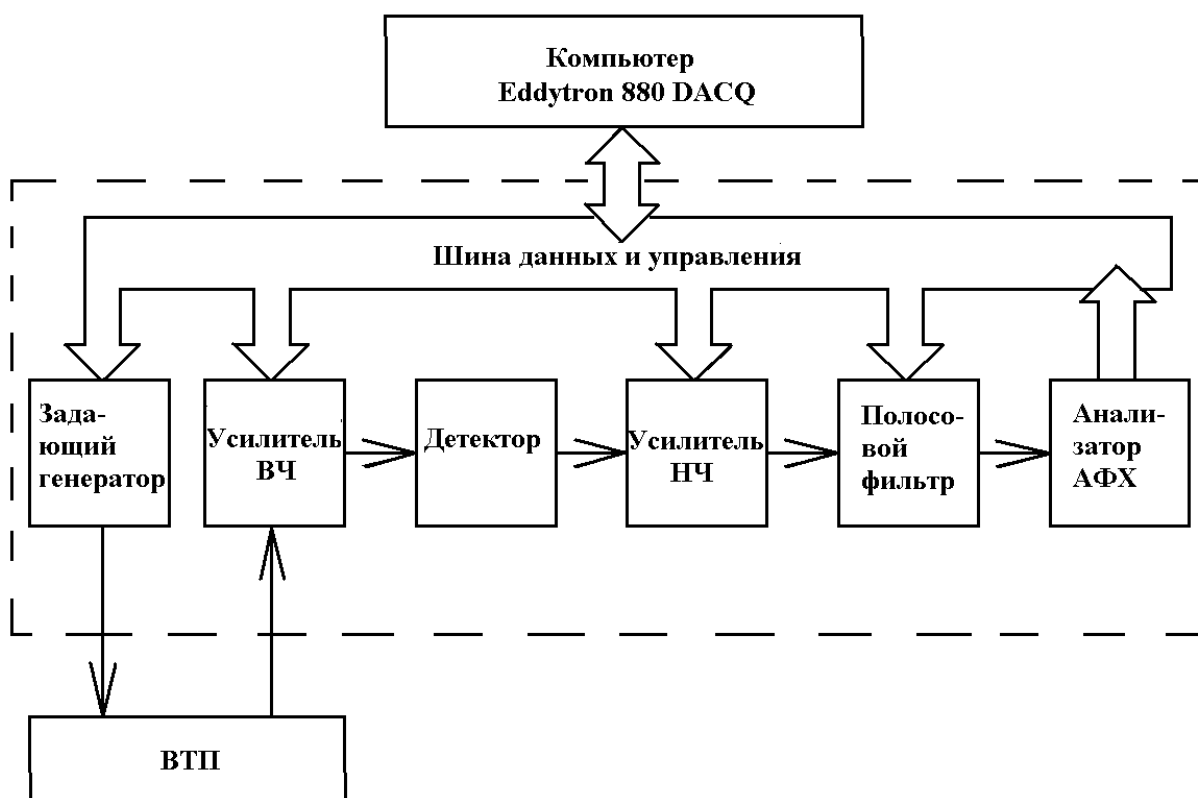 Компьютер
Eddytron 880 DACQ
Шина данных и управления
Зада-
ющий
генератор
Усилитель
ВЧ
Детектор
Усилитель
НЧ
Полосо-
вой
фильтр
Анали-
затор
АФХ
ВТП